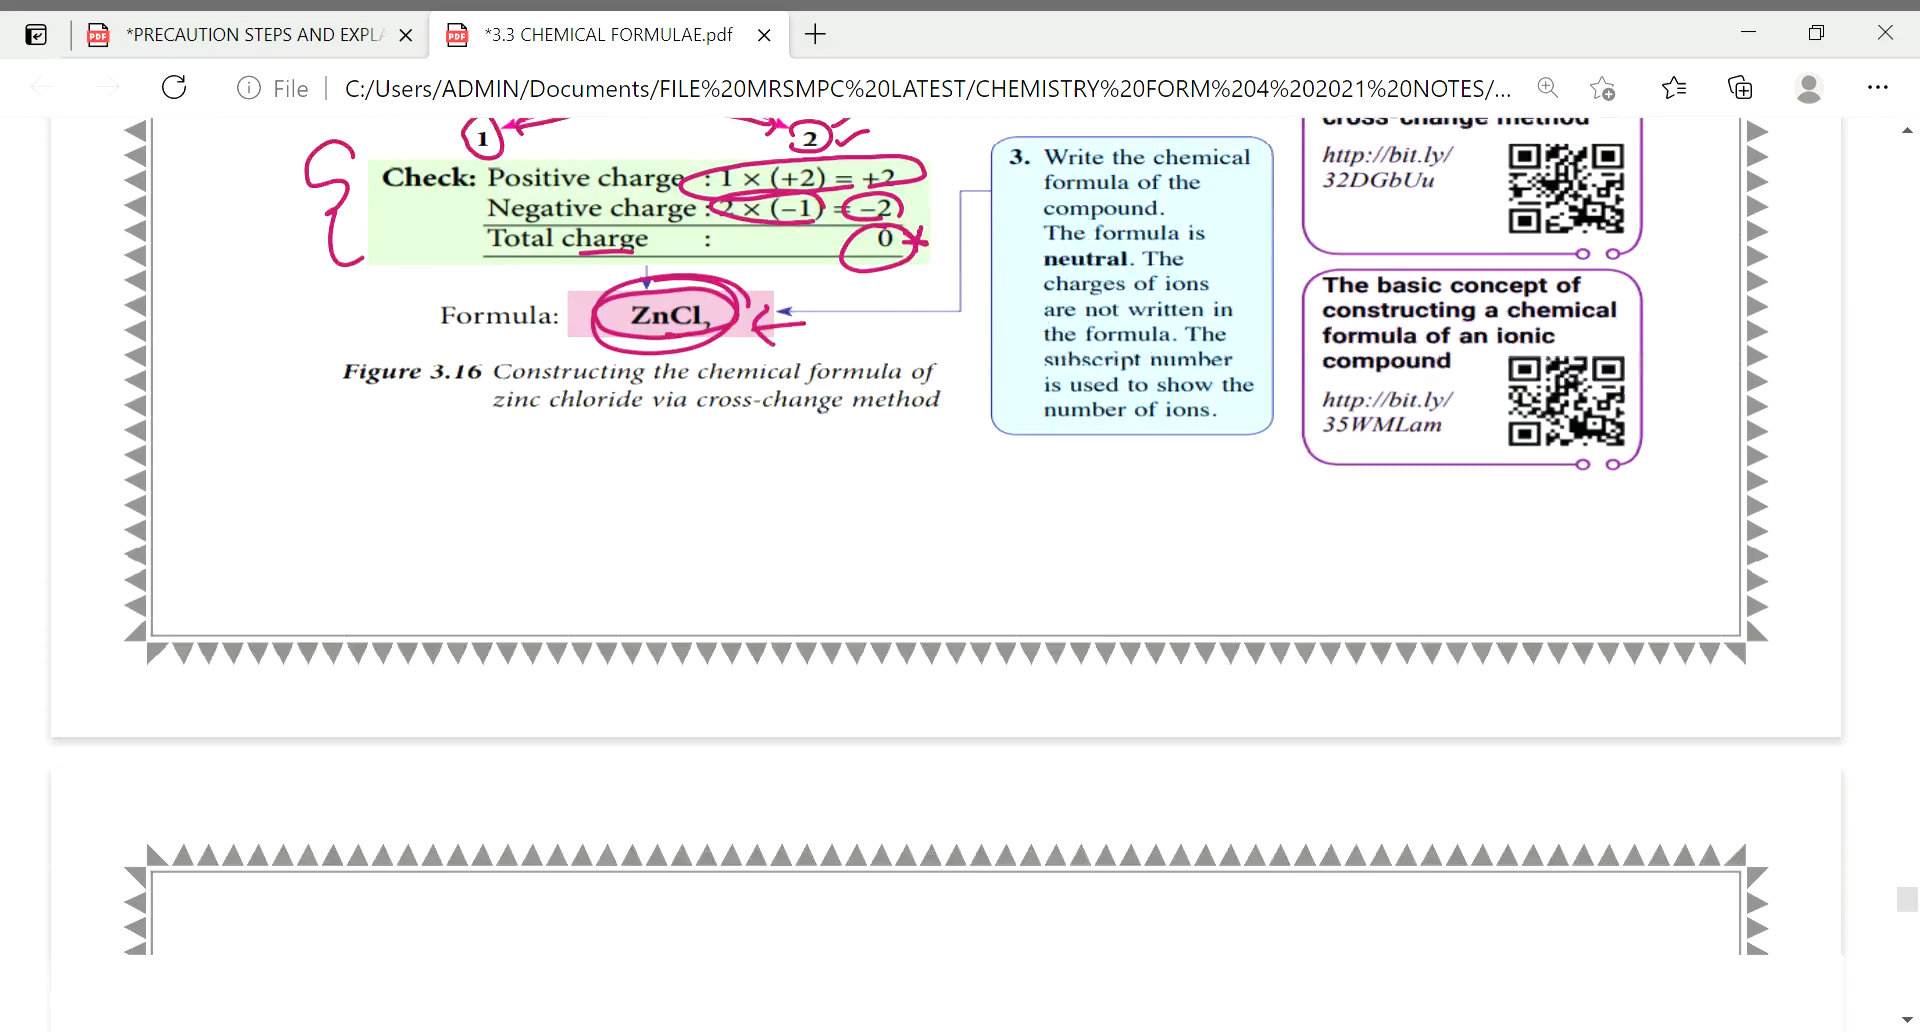 *PRECAUTION STEPS AND EXPLA
*3.3 CHEMICAL FORMULAE.pdf
File
C:/Users/ADMIN/Documents/FILE%20MRSMPC%20LATEST/CHEMISTRY%20FORM%204%202021%20NOTES/...
1 2
Check: Positive charge : 1 × (+2) = +2
Negative charge : 2 × (−1) = −2
Total charge : 0
Formula: ZnCl₂
Figure 3.16 Constructing the chemical formula of
zinc chloride via cross-change method
3. Write the chemical
formula of the
compound.
The formula is
neutral. The
charges of ions
are not written in
the formula. The
subscript number
is used to show the
number of ions.
cross-change method
http://bit.ly/
32DGbUu
The basic concept of
constructing a chemical
formula of an ionic
compound
http://bit.ly/
35WMLam